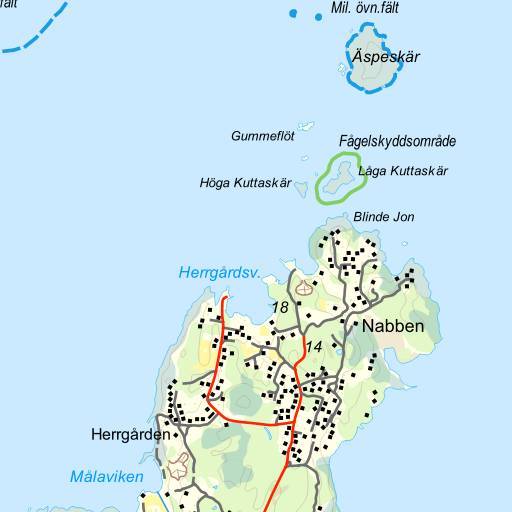 fält
Mil. övn.fält
Äspeskär
Gummeflöt
Fågelskyddsområde
Låga Kuttaskär
Höga Kuttaskär
Blinde Jon
Herrgårdsv.
18
Nabben
14
Herrgården
Målaviken